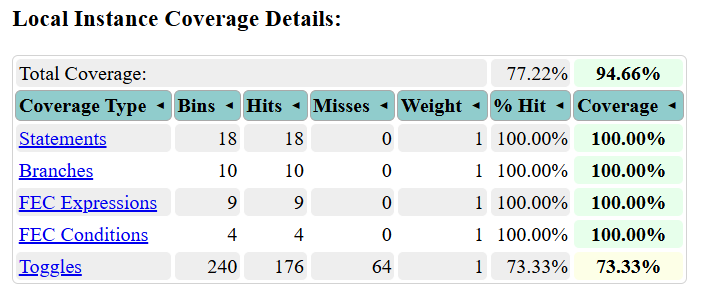 Local Instance Coverage Details:
Total Coverage: 77.22% 94.66%
Coverage Type ◄ Bins ◄ Hits ◄ Misses ◄ Weight ◄ % Hit ◄ Coverage ◄
Statements 18 18 0 1 100.00% 100.00%
Branches 10 10 0 1 100.00% 100.00%
FEC Expressions 9 9 0 1 100.00% 100.00%
FEC Conditions 4 4 0 1 100.00% 100.00%
Toggles 240 176 64 1 73.33% 73.33%